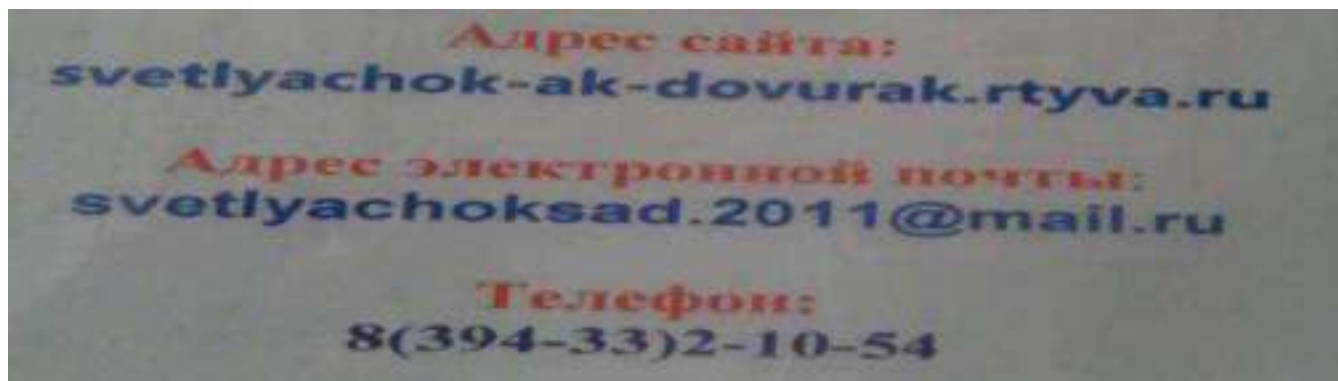 Адрес сайта:
svetlyachok-ak-dovurak.rtyva.ru
Адрес электронной почты:
svetlyachoksad.2011@mail.ru
Телефон:
8(394-33)2-10-54